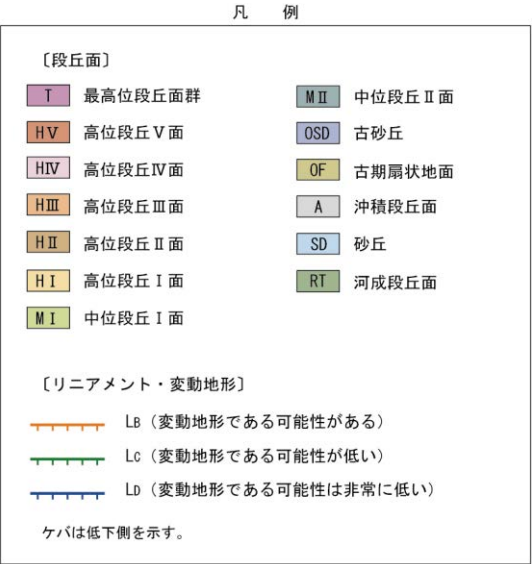 凡 例
〔段丘面〕
T 最高位段丘面群
HⅤ 高位段丘Ⅴ面
HⅣ 高位段丘Ⅳ面
HⅢ 高位段丘Ⅲ面
HⅡ 高位段丘Ⅱ面
HⅠ 高位段丘Ⅰ面
MⅠ 中位段丘Ⅰ面
MⅡ 中位段丘Ⅱ面
OSD 古砂丘
OF 古期扇状地面
A 沖積段丘面
SD 砂丘
RT 河成段丘面
〔リニアメント・変動地形〕
LB(変動地形である可能性がある)
LC(変動地形である可能性が低い)
LD(変動地形である可能性は非常に低い)
ケバは低下側を示す。